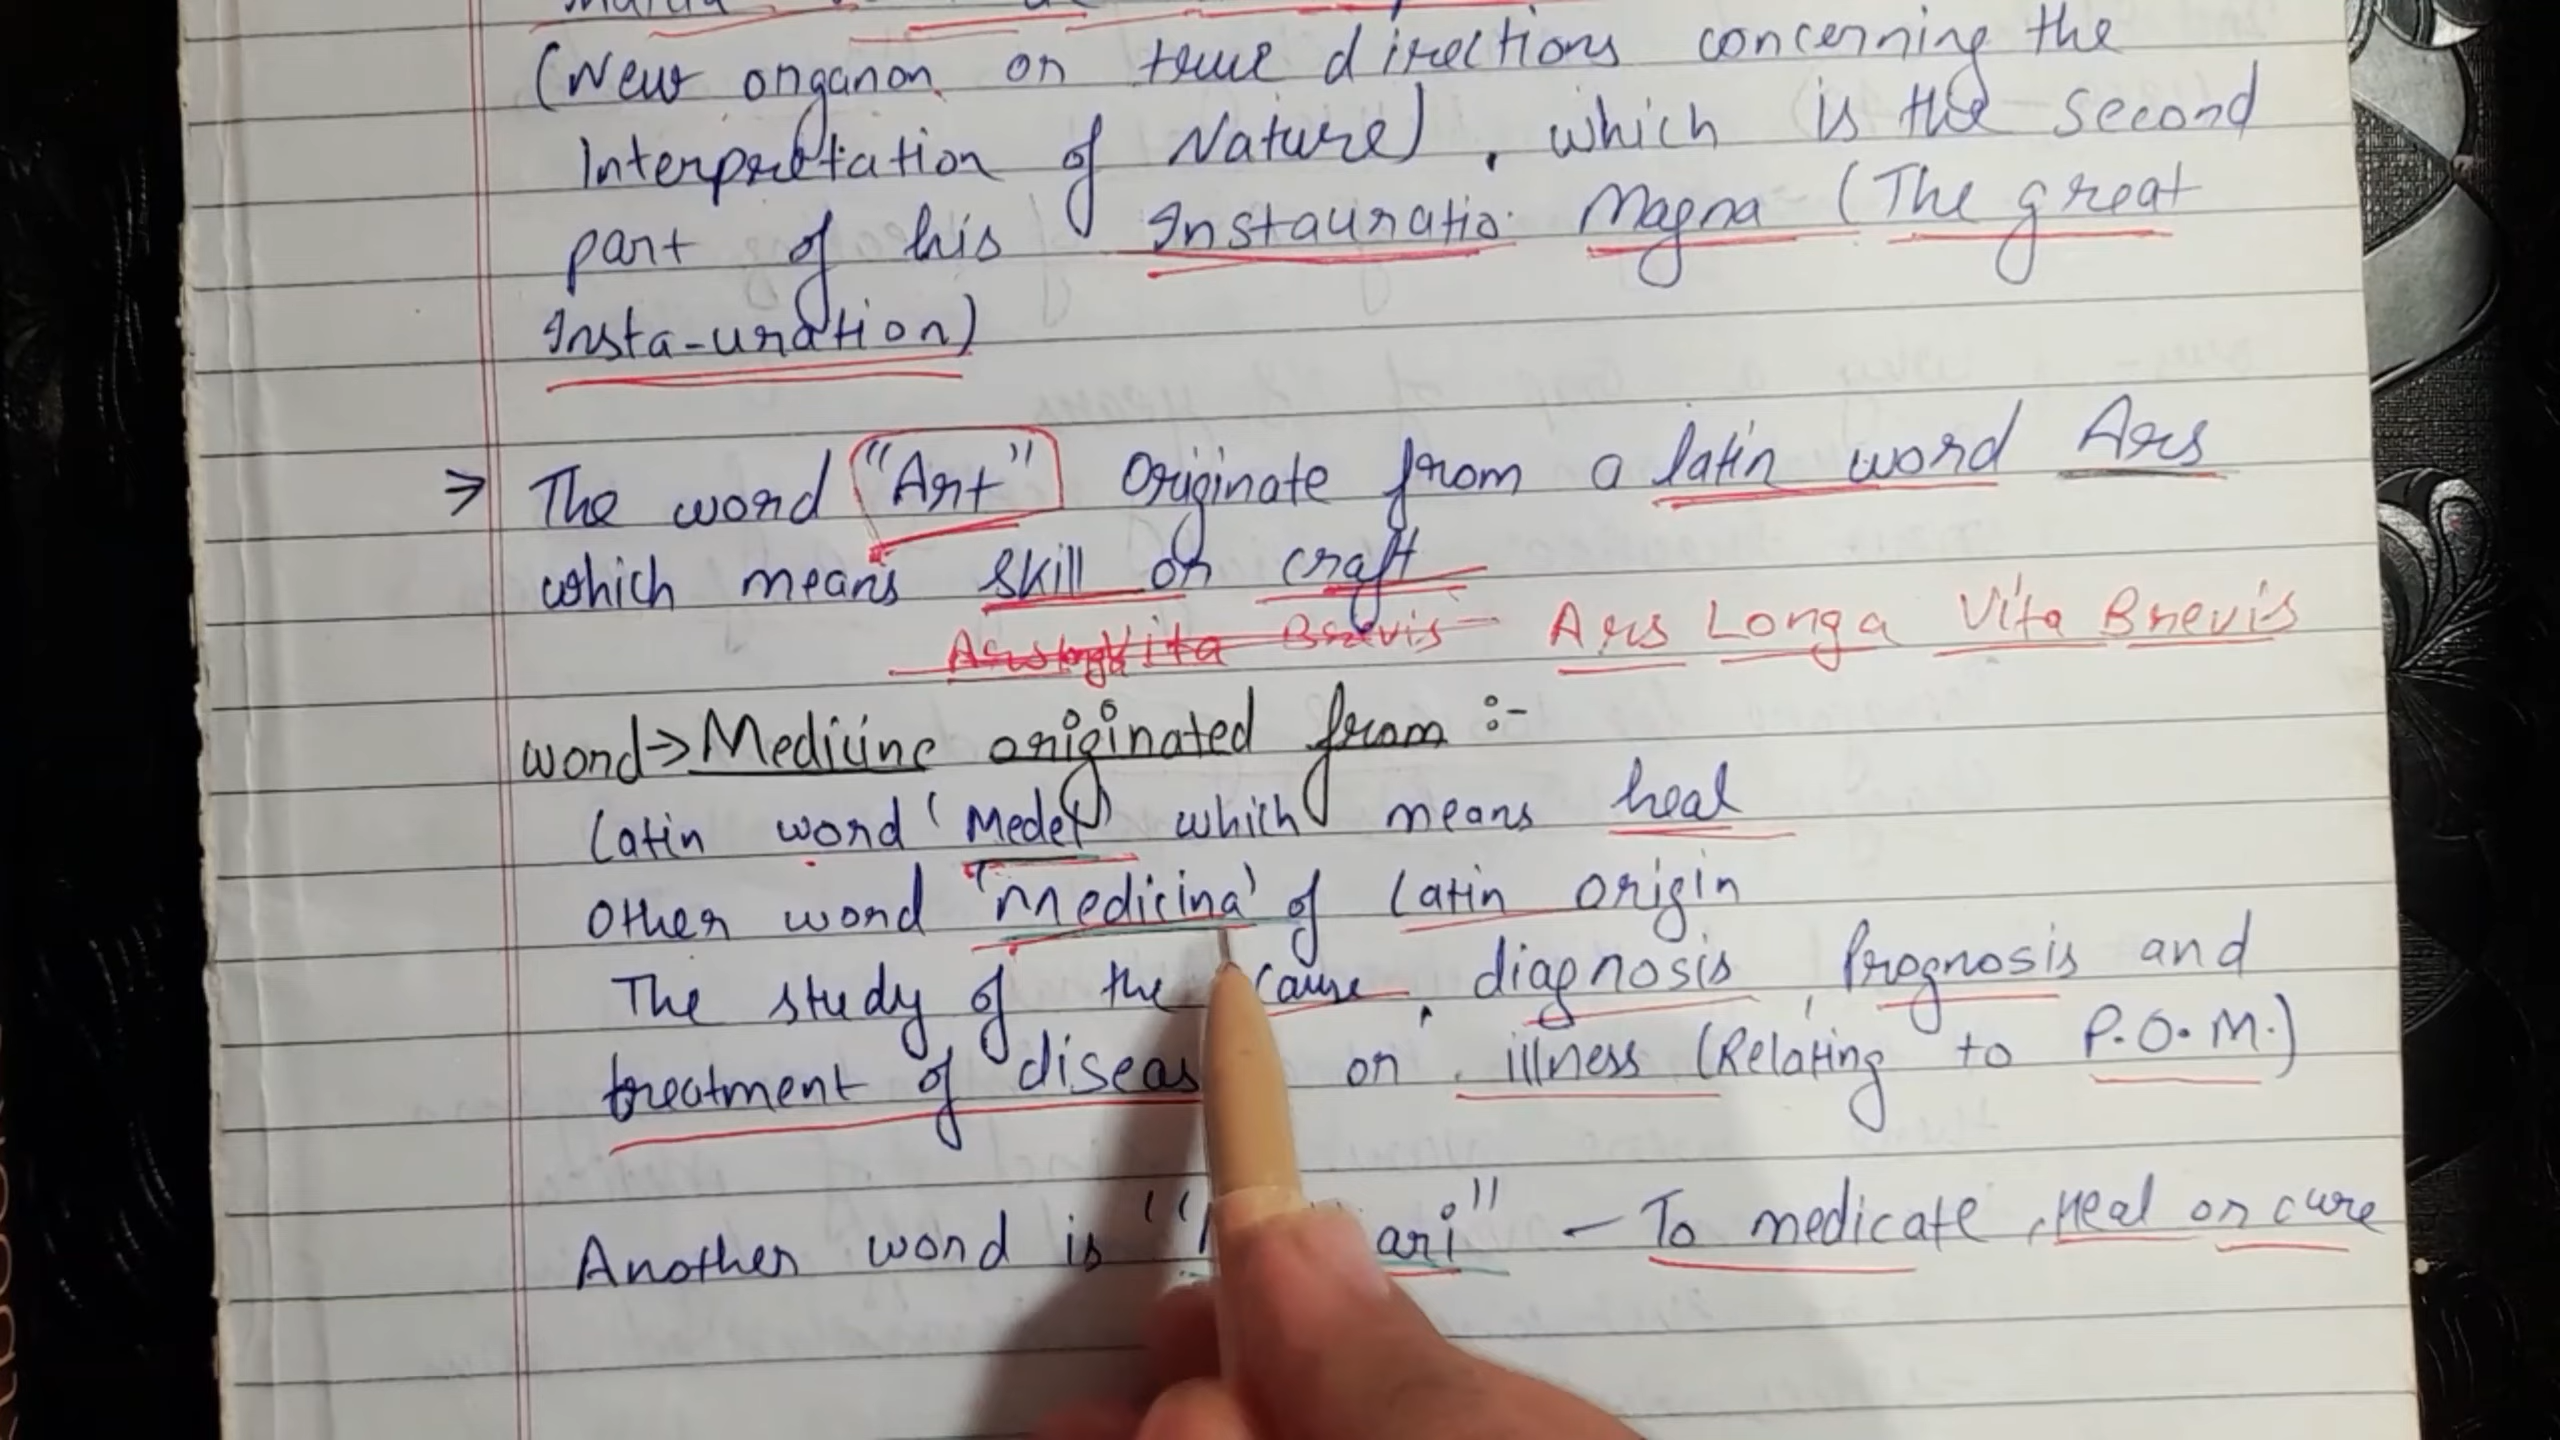 (New organon or true directions concerning the
Interpretation of Nature), which is the second
part of his Instauratio Magna (The great
Insta-uration)
⇒ The word "Art" Originate from a latin word Ars
which means skill or craft
Vita Brevis Ars Longa Vita Brevis
word→Medicine originated from :-
Latin word which means heal
Other word 'medicina' of Latin origin
The study of the cause, diagnosis, Prognosis and
treatment of diseas or illness (Relating to P.O.M.)
Another word is " ari" - To medicate, Heal or cure